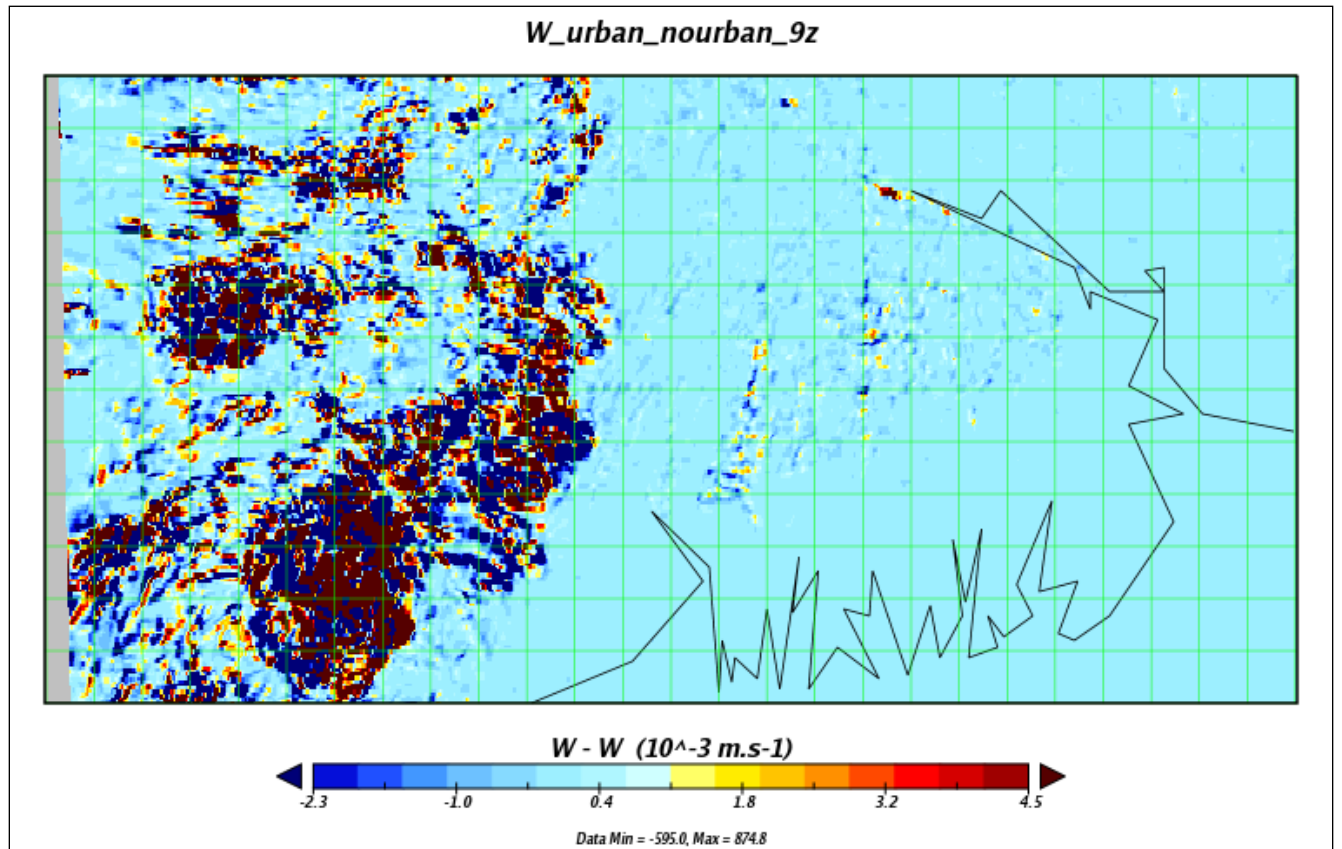 W_urban_nourban_9z
W - W (10^-3 m.s-1)
-2.3 -1.0 0.4 1.8 3.2 4.5
Data Min = -595.0, Max = 874.8